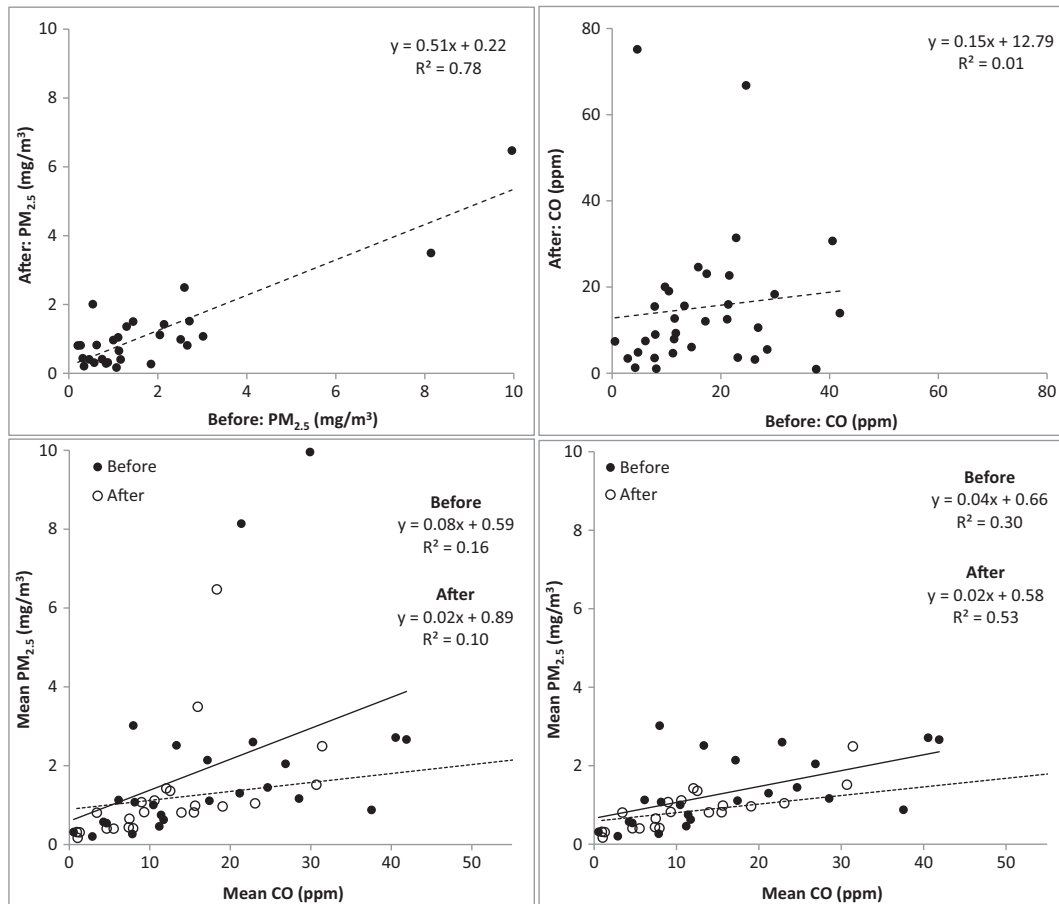 10
8
6
4
2
0
0
2
4
6
8
10
y = 0.51x + 0.22
R² = 0.78
After: PM2.5 (mg/m³)
Before: PM2.5 (mg/m³)
80
60
40
20
0
0
20
40
60
80
y = 0.15x + 12.79
R² = 0.01
After: CO (ppm)
Before: CO (ppm)
10
8
6
4
2
0
0
10
20
30
40
50
Before
After
Before
y = 0.08x + 0.59
R² = 0.16
After
y = 0.02x + 0.89
R² = 0.10
Mean PM2.5 (mg/m³)
Mean CO (ppm)
10
8
6
4
2
0
0
10
20
30
40
50
Before
After
Before
y = 0.04x + 0.66
R² = 0.30
After
y = 0.02x + 0.58
R² = 0.53
Mean PM2.5 (mg/m³)
Mean CO (ppm)